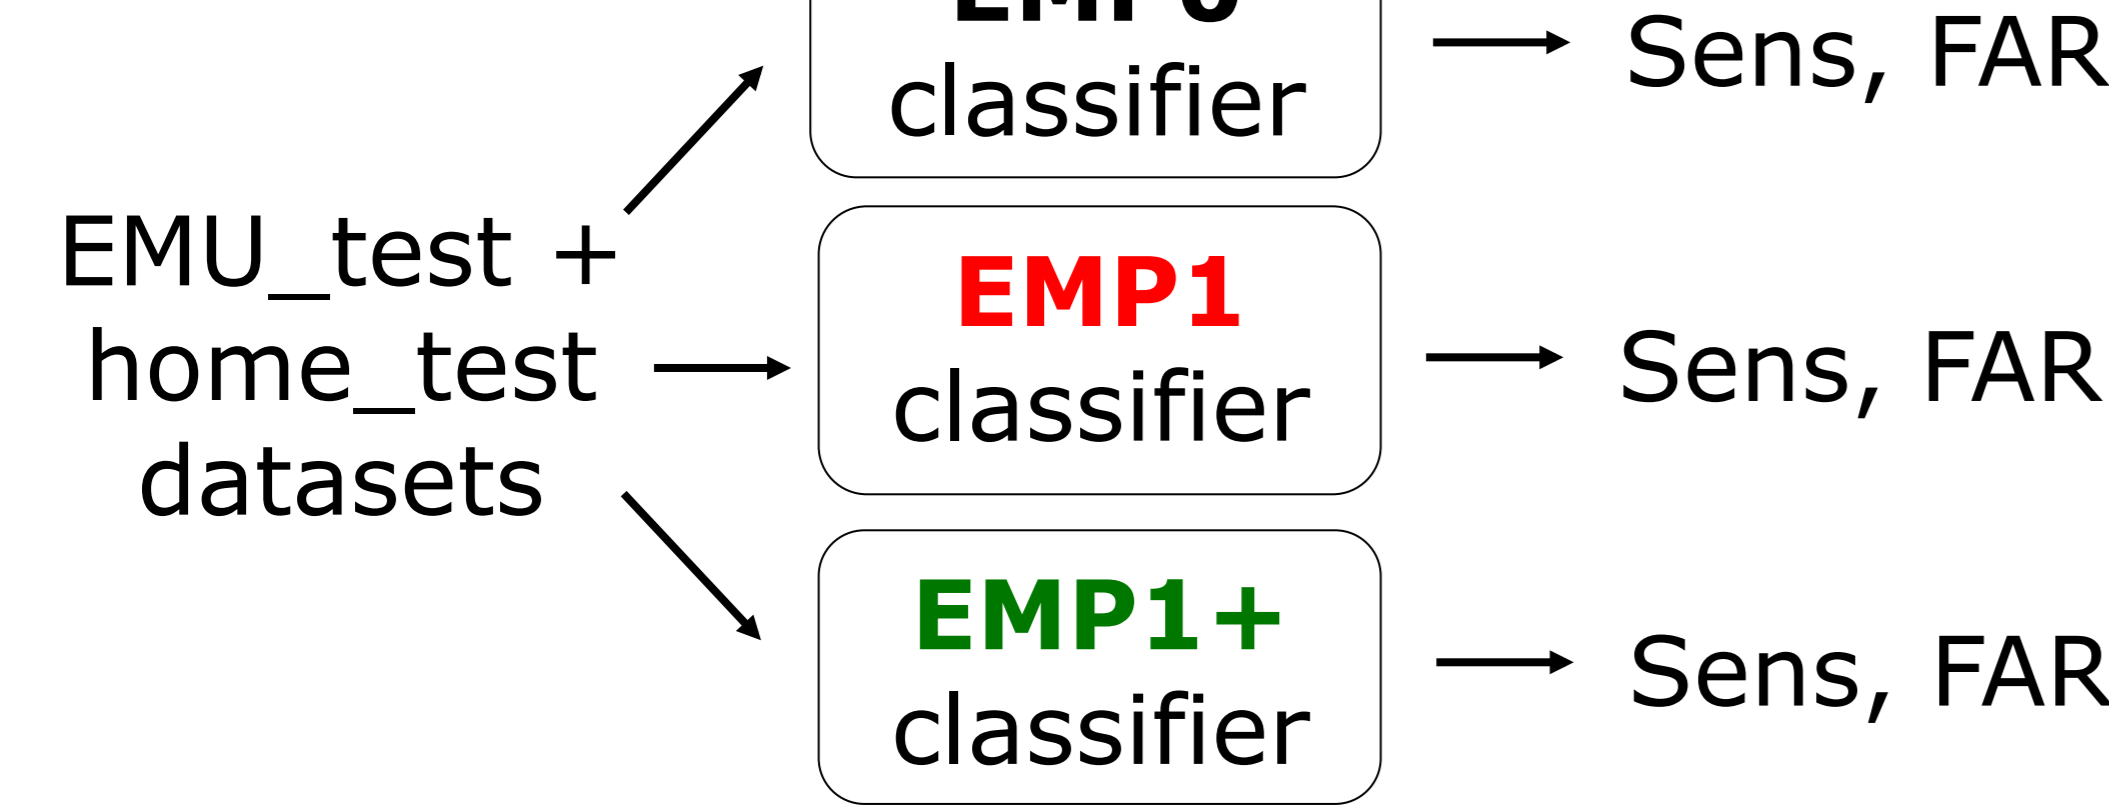 classifier
Sens, FAR
EMU_test +
home_test
datasets
EMP1
classifier
Sens, FAR
EMP1+
classifier
Sens, FAR